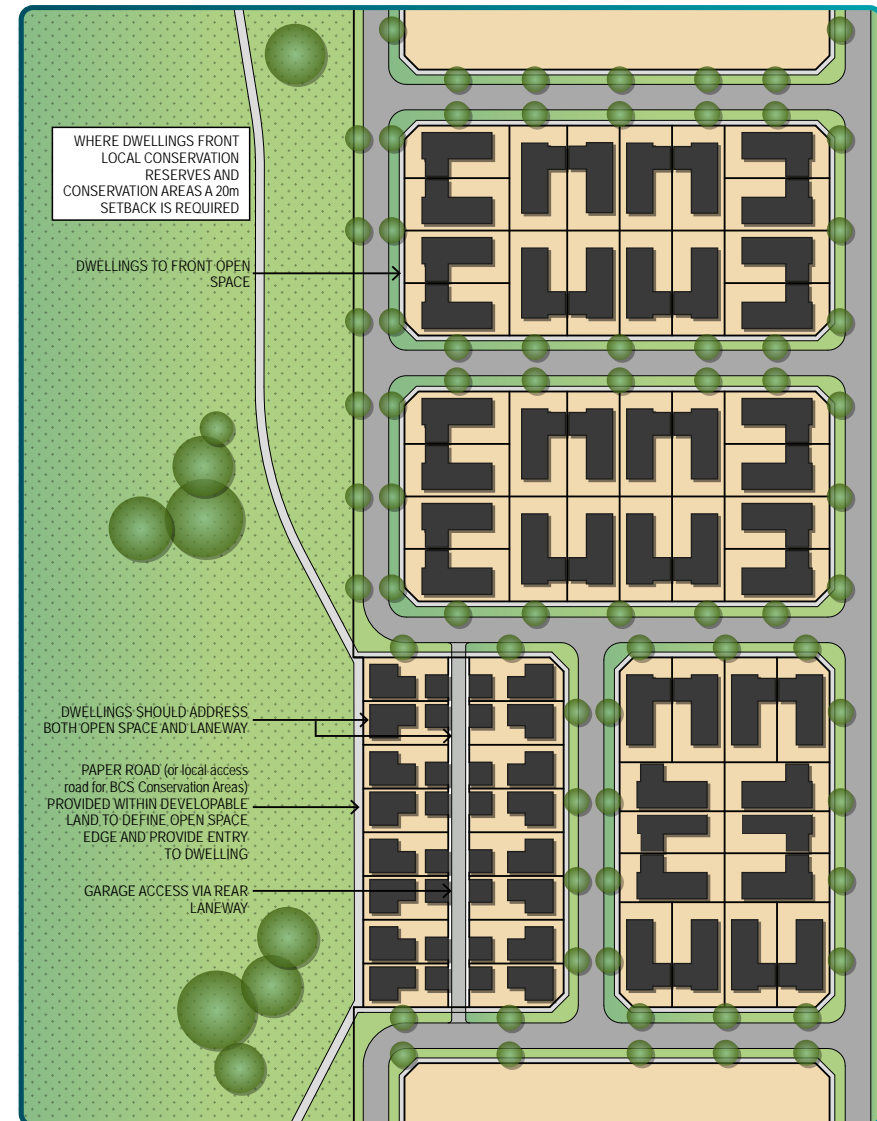 WHERE DWELLINGS FRONT
LOCAL CONSERVATION
RESERVES AND
CONSERVATION AREAS A 20m
SETBACK IS REQUIRED
DWELLINGS TO FRONT OPEN
SPACE
DWELLINGS SHOULD ADDRESS
BOTH OPEN SPACE AND LANEWAY
PAPER ROAD (or local access
road for BCS Conservation Areas)
PROVIDED WITHIN DEVELOPABLE
LAND TO DEFINE OPEN SPACE
EDGE AND PROVIDE ENTRY
TO DWELLING
GARAGE ACCESS VIA REAR
LANEWAY